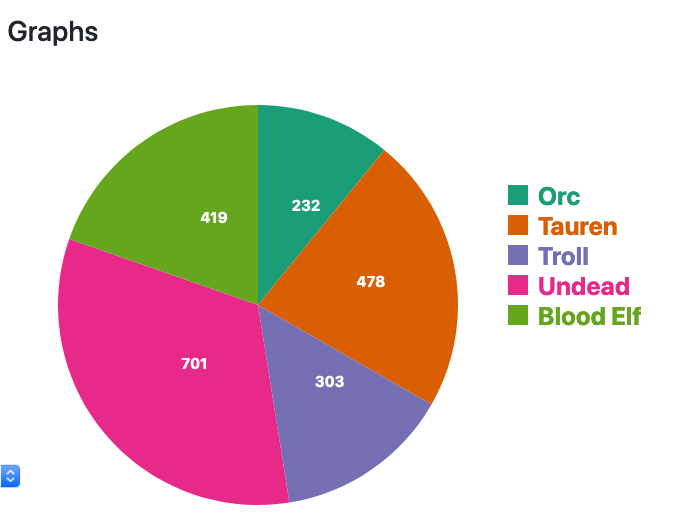 Graphs
232
419
478
701
303
Orc
Tauren
Troll
Undead
Blood Elf